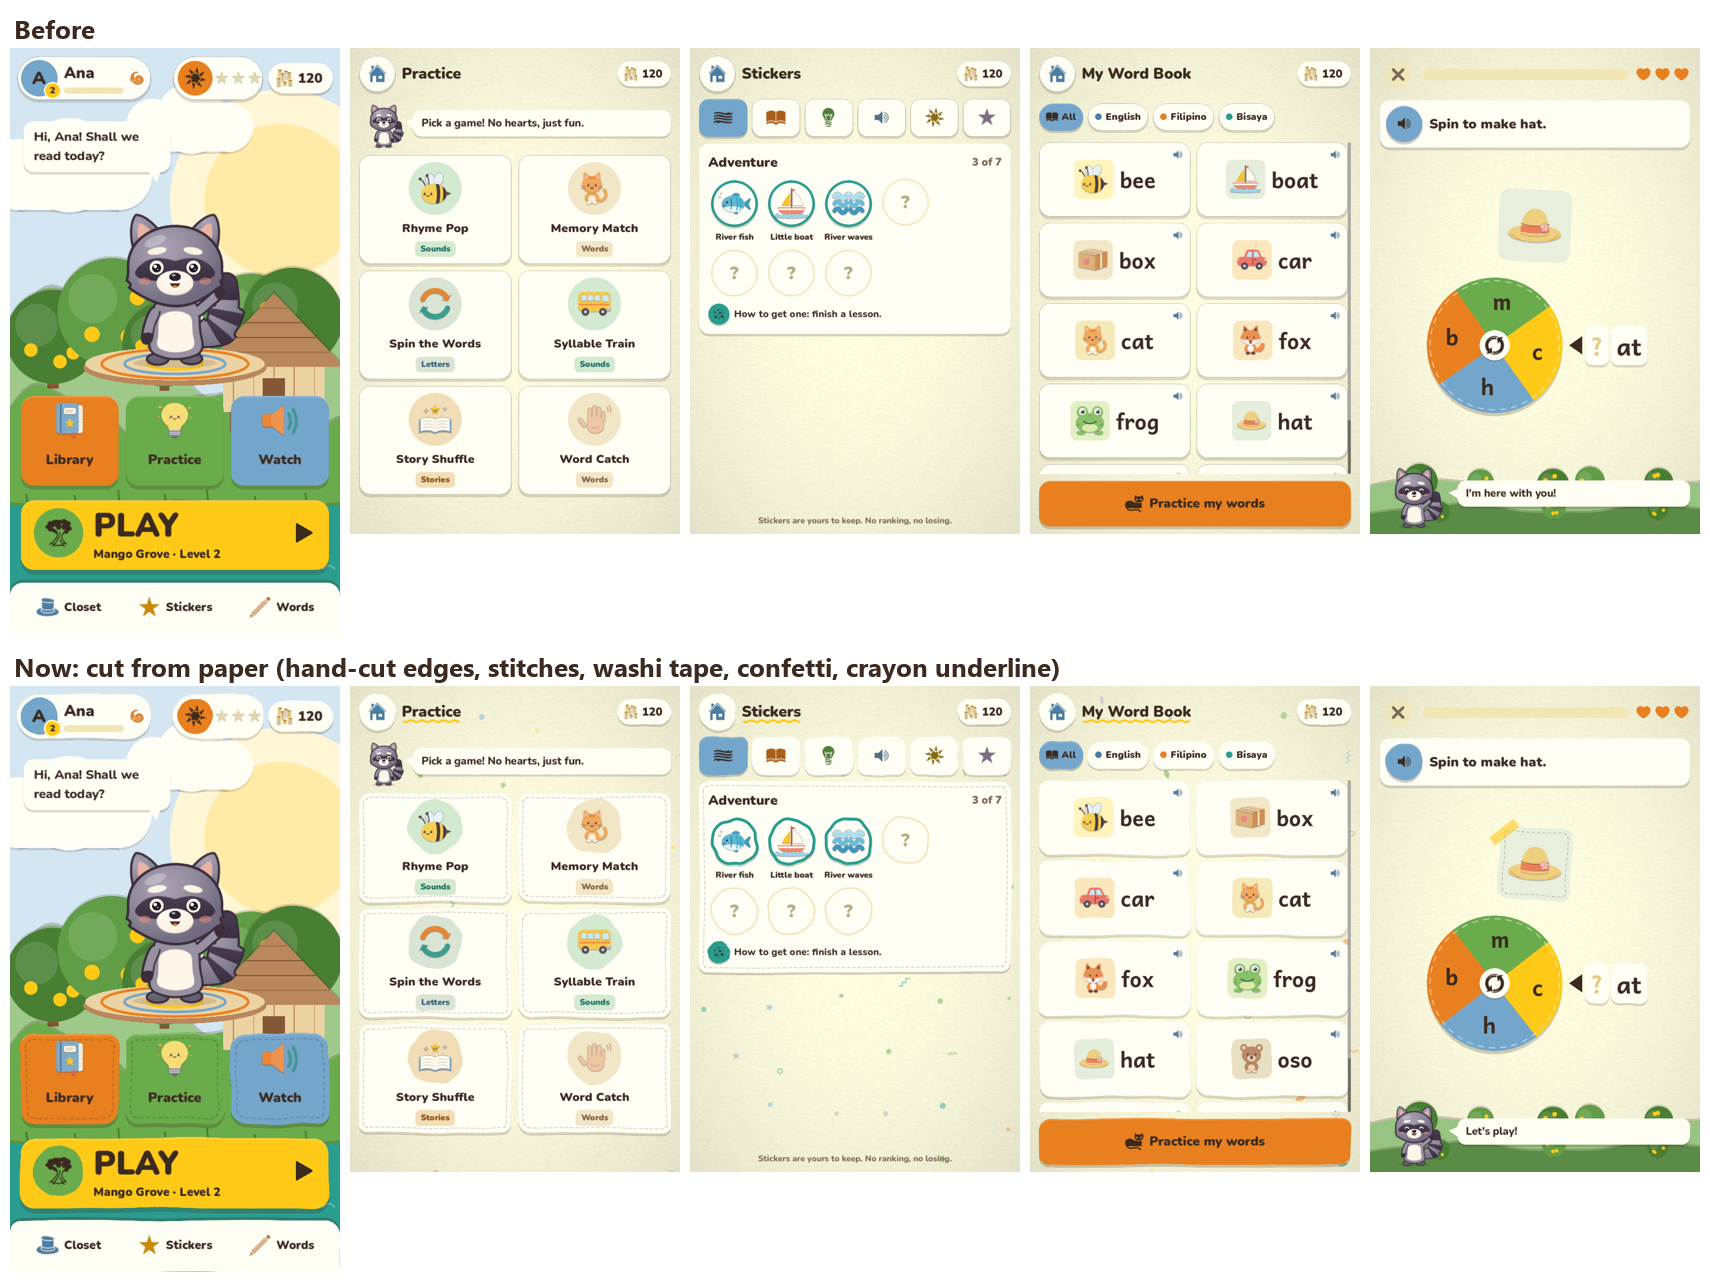 Before
A
2
Ana
120
Hi, Ana! Shall we
read today?
Library
Practice
Watch
PLAY
Mango Grove · Level 2
Closet
Stickers
Words
Practice
120
Pick a game! No hearts, just fun.
Rhyme Pop
Sounds
Memory Match
Words
Spin the Words
Letters
Syllable Train
Sounds
Story Shuffle
Stories
Word Catch
Words
Stickers
120
Adventure
3 of 7
?
River fish
Little boat
River waves
?
?
?
How to get one: finish a lesson.
Stickers are yours to keep. No ranking, no losing.
My Word Book
120
All
English
Filipino
Bisaya
bee
boat
box
car
cat
fox
frog
hat
Practice my words
Spin to make hat.
m
b
c
h
? at
I'm here with you!
Now: cut from paper (hand-cut edges, stitches, washi tape, confetti, crayon underline)
A
2
Ana
120
Hi, Ana! Shall we
read today?
Library
Practice
Watch
PLAY
Mango Grove · Level 2
Closet
Stickers
Words
Practice
120
Pick a game! No hearts, just fun.
Rhyme Pop
Sounds
Memory Match
Words
Spin the Words
Letters
Syllable Train
Sounds
Story Shuffle
Stories
Word Catch
Words
Stickers
120
Adventure
3 of 7
?
River fish
Little boat
River waves
?
?
?
How to get one: finish a lesson.
Stickers are yours to keep. No ranking, no losing.
My Word Book
120
All
English
Filipino
Bisaya
bee
box
car
cat
fox
frog
hat
oso
Practice my words
Spin to make hat.
m
b
c
h
? at
Let's play!